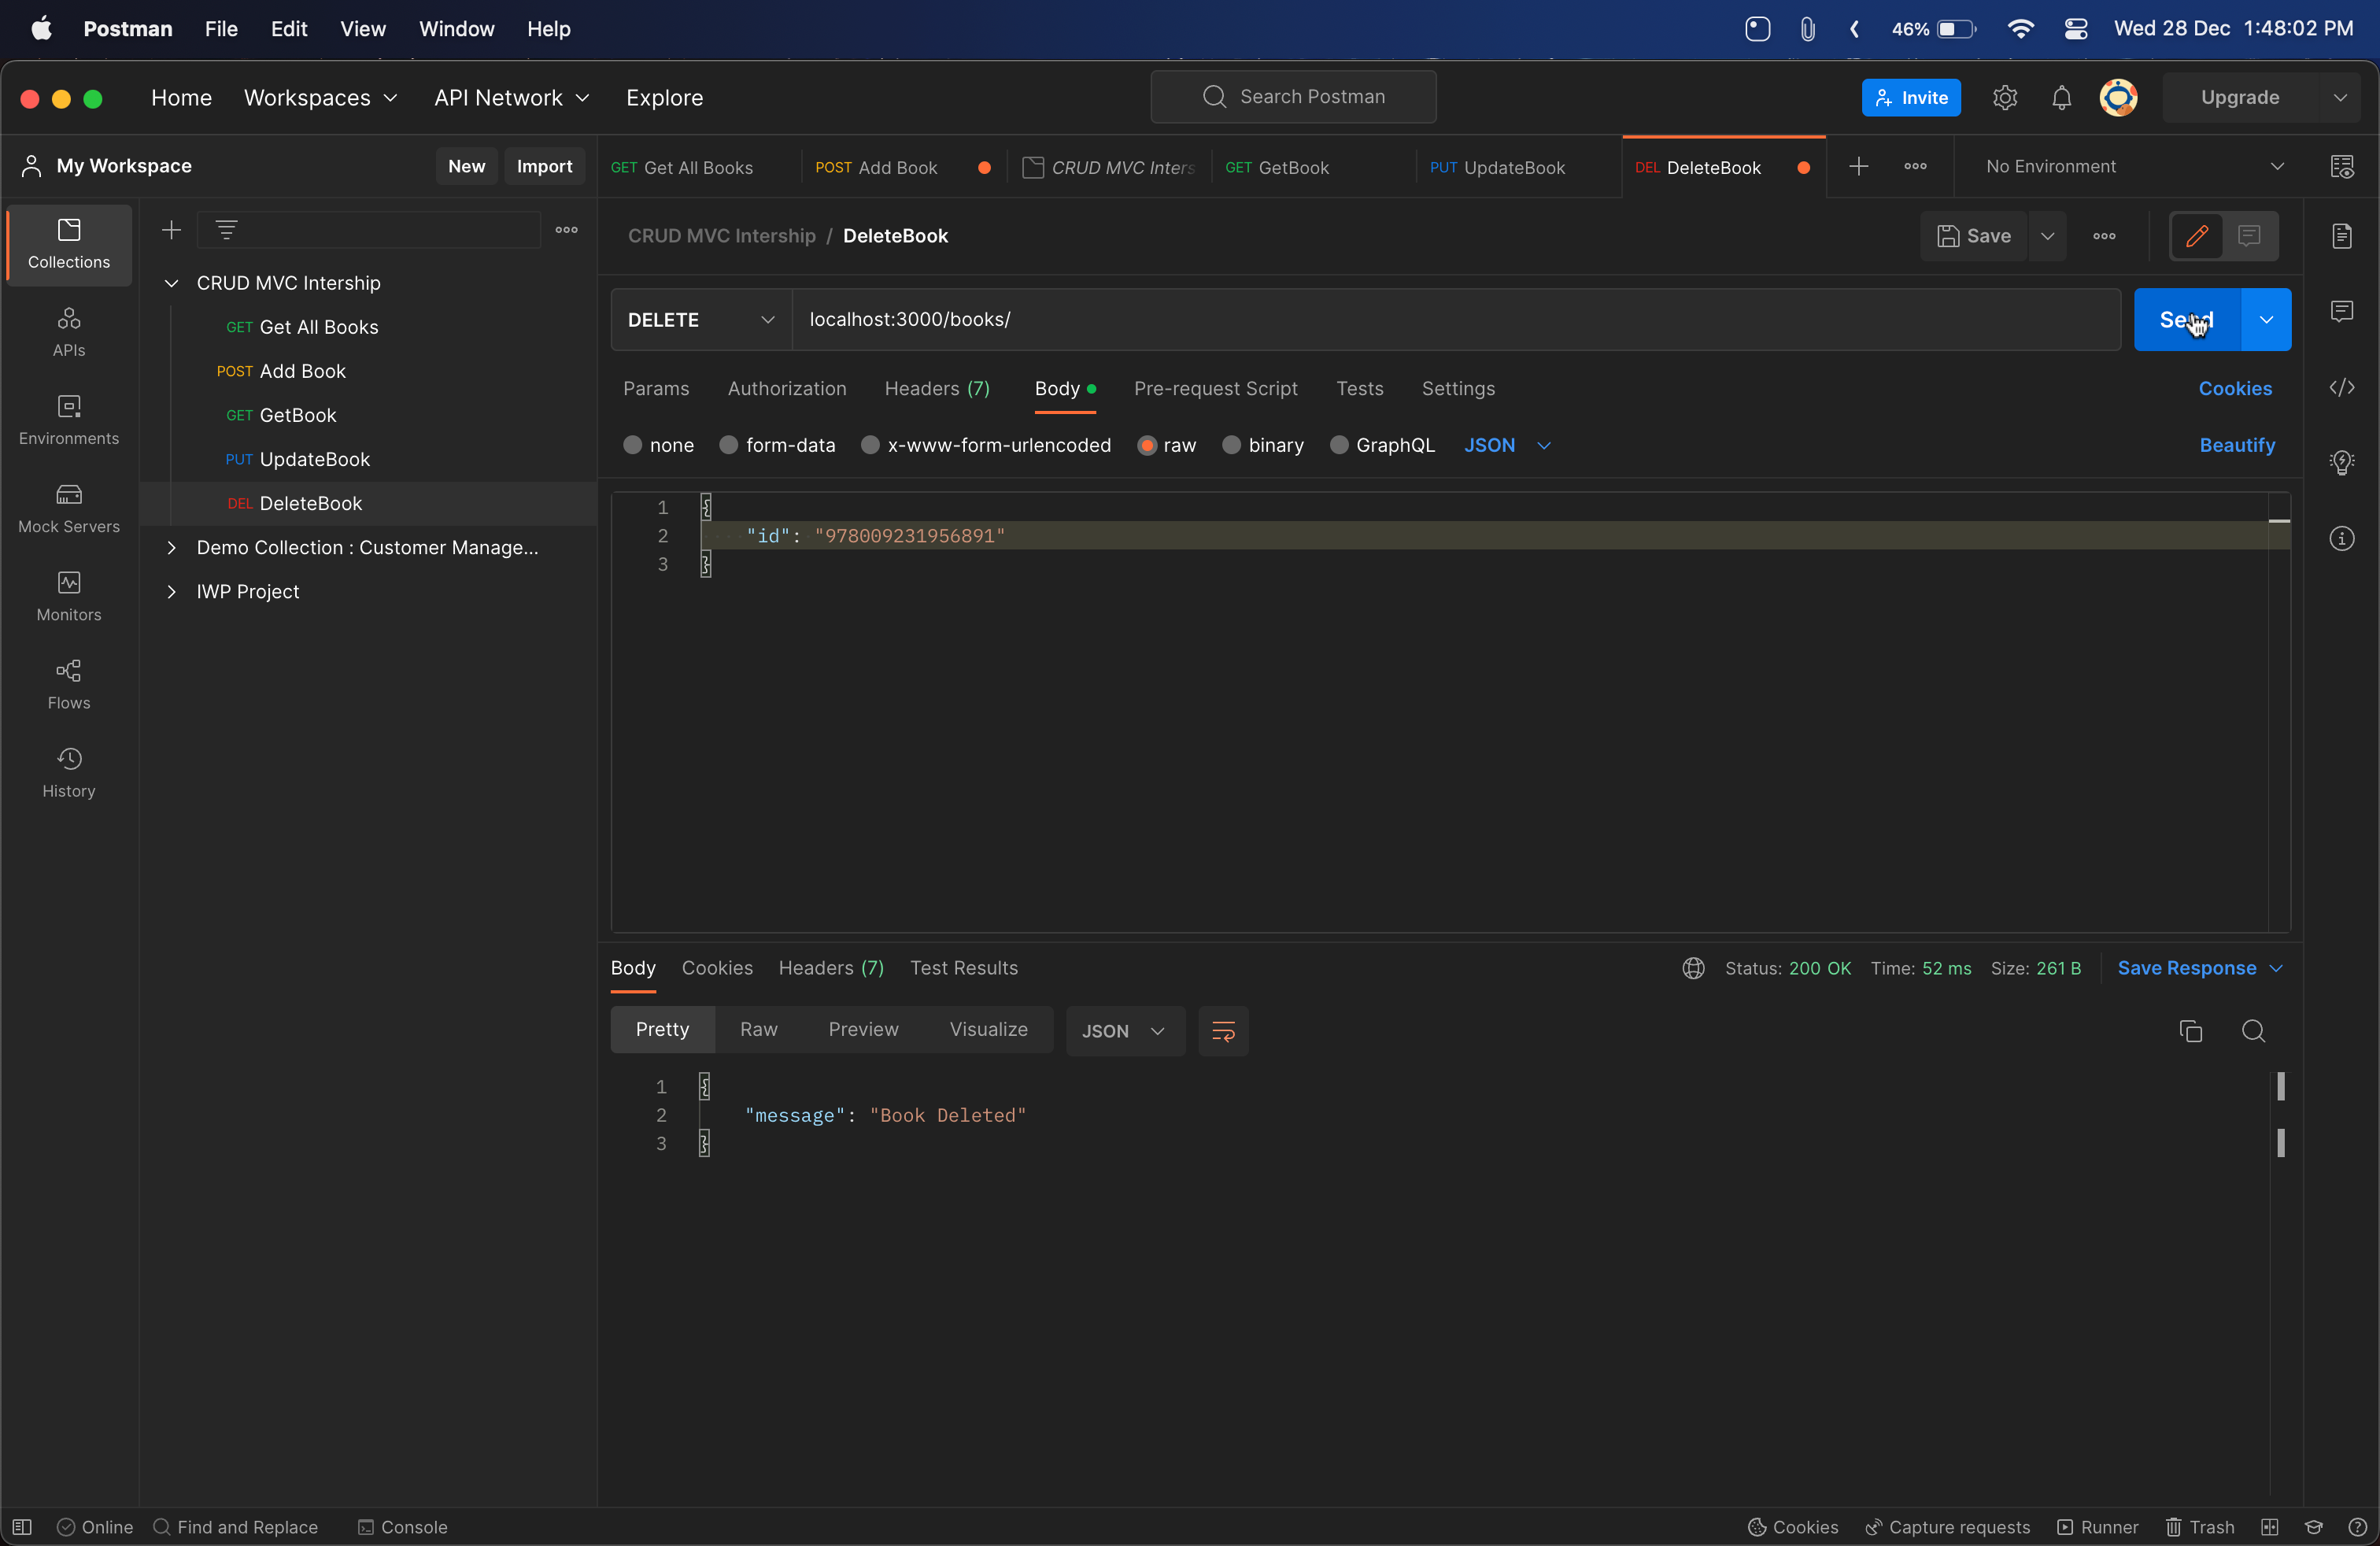 Postman File Edit View Window Help 46% Wed 28 Dec 1:48:02 PM
Home Workspaces API Network Explore Search Postman Invite Upgrade
My Workspace New Import
GET Get All Books POST Add Book CRUD MVC Inters GET GetBook PUT UpdateBook DEL DeleteBook No Environment
Collections
APIs
Environments
Mock Servers
Monitors
Flows
History
CRUD MVC Intership
GET Get All Books
POST Add Book
GET GetBook
PUT UpdateBook
DEL DeleteBook
Demo Collection : Customer Manage...
IWP Project
CRUD MVC Intership / DeleteBook Save
DELETE localhost:3000/books/ Send
Params Authorization Headers (7) Body Pre-request Script Tests Settings Cookies
none form-data x-www-form-urlencoded raw binary GraphQL JSON Beautify
1 {
2 "id": "978009231956891"
3 }
Body Cookies Headers (7) Test Results Status: 200 OK Time: 52 ms Size: 261 B Save Response
Pretty Raw Preview Visualize JSON
1 {
2 "message": "Book Deleted"
3 }
Online Find and Replace Console Cookies Capture requests Runner Trash